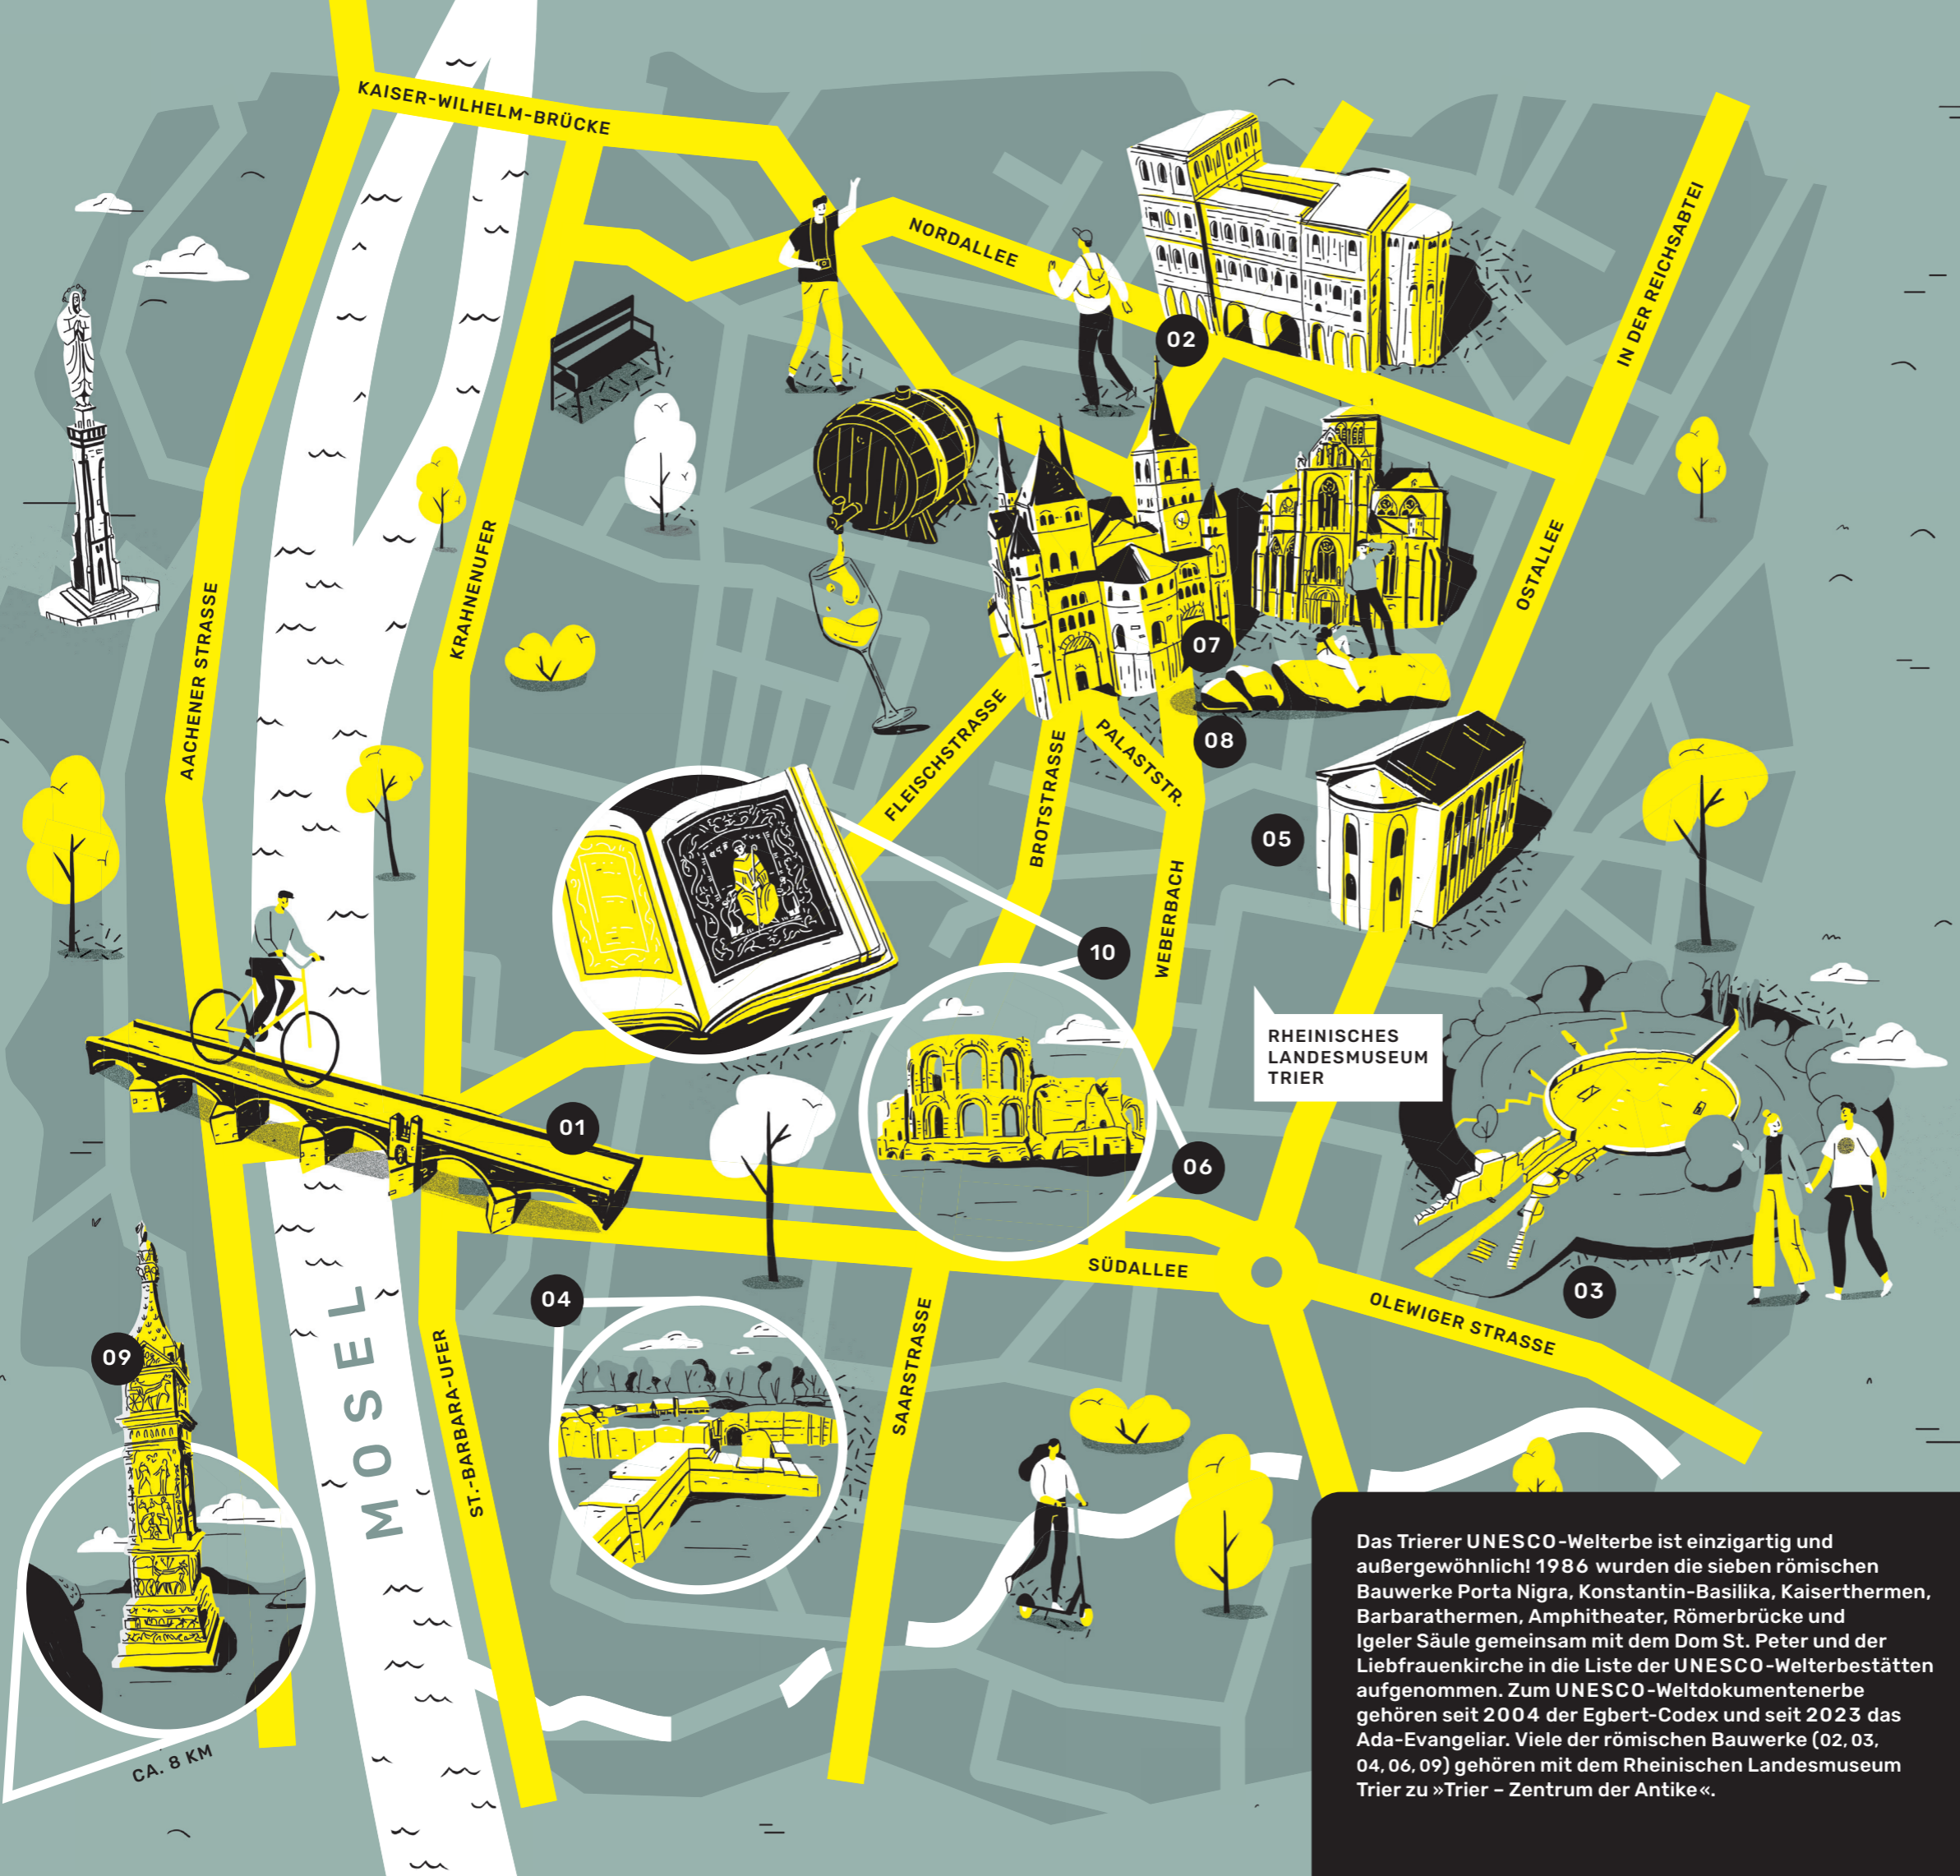 KAISER-WILHELM-BRÜCKE
NORDALLEE
IN DER REICHSABTEI
02
OSTALLEE
KRAHNENUFER
AACHENER STRASSE
07
08
FLEISCHSTRASSE
BROTSTRASSE
PALASTSTR.
05
WEBERBACH
10
RHEINISCHES
LANDESMUSEUM
TRIER
01
06
SÜDALLEE
03
OLEWIGER STRASSE
04
SAARSTRASSE
ST.-BARBARA-UFER
MOSEL
09
CA. 8 KM
Das Trierer UNESCO-Welterbe ist einzigartig und
außergewöhnlich! 1986 wurden die sieben römischen
Bauwerke Porta Nigra, Konstantin-Basilika, Kaiserthermen,
Barbarathermen, Amphitheater, Römerbrücke und
Igeler Säule gemeinsam mit dem Dom St. Peter und der
Liebfrauenkirche in die Liste der UNESCO-Welterbestätten
aufgenommen. Zum UNESCO-Weltdokumentenerbe
gehören seit 2004 der Egbert-Codex und seit 2023 das
Ada-Evangeliar. Viele der römischen Bauwerke (02, 03,
04, 06, 09) gehören mit dem Rheinischen Landesmuseum
Trier zu »Trier – Zentrum der Antike«.